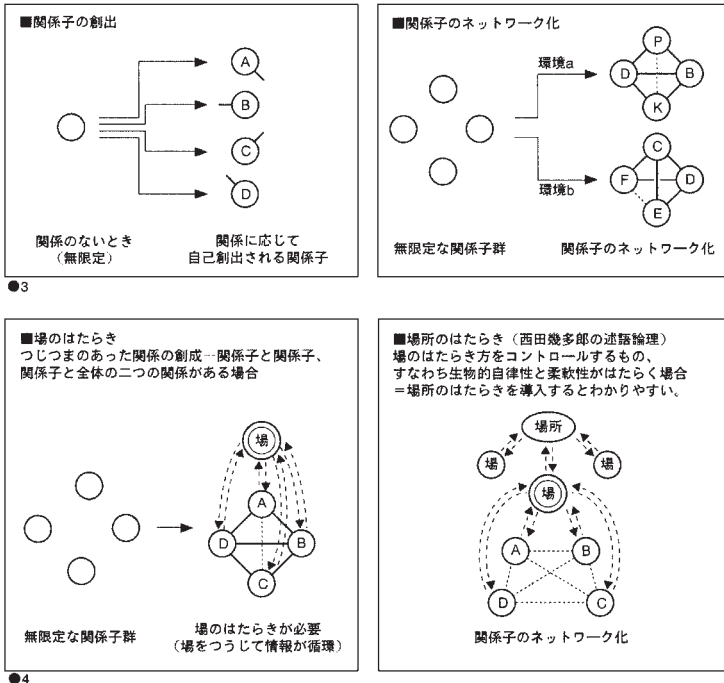 ■関係子の創出
A
B
C
D
関係のないとき
（無限定）
関係に応じて
自己創出される関係子
●3
■関係子のネットワーク化
環境a
P
D
B
K
環境b
C
F
D
E
無限定な関係子群
関係子のネットワーク化
■場のはたらき
つじつまのあった関係の創成―関係子と関係子、
関係子と全体の二つの関係がある場合
場
A
D
B
C
無限定な関係子群
場のはたらきが必要
（場をつうじて情報が循環）
●4
■場所のはたらき（西田幾多郎の述語論理）
場のはたらき方をコントロールするもの、
すなわち生物的自律性と柔軟性がはたらく場合
＝場所のはたらきを導入するとわかりやすい。
場所
場
場
場
A
B
D
C
関係子のネットワーク化